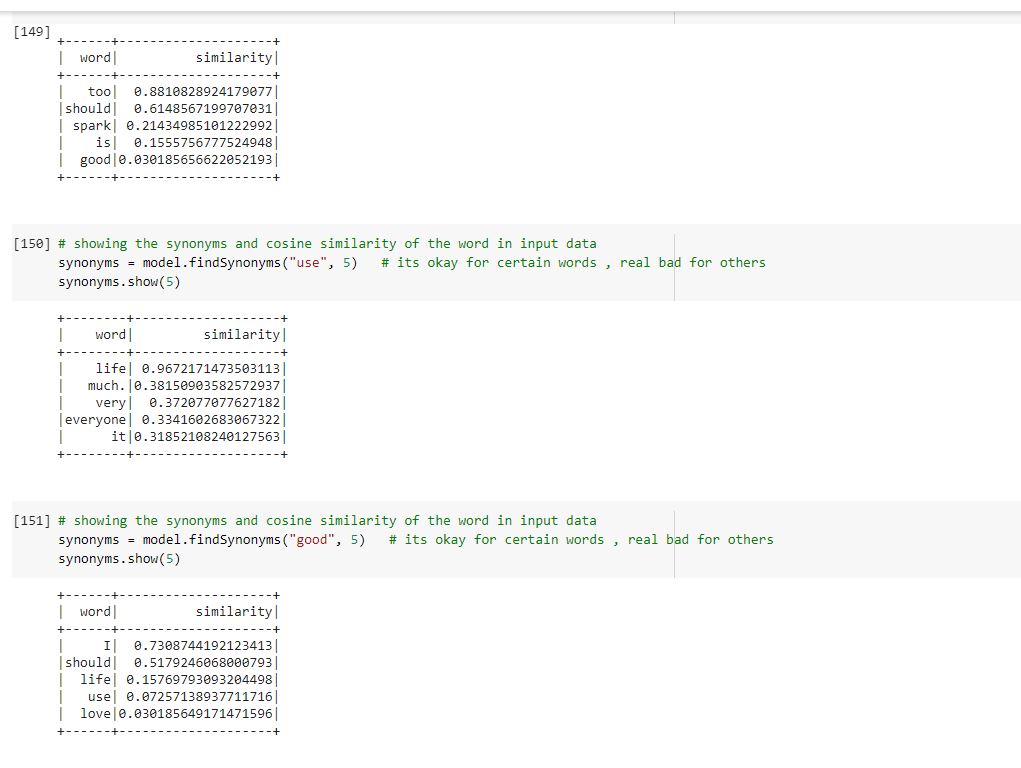 [149]
+------+--------------------+
|  word|          similarity|
+------+--------------------+
|   too|  0.8810828924179077|
|should|  0.6148567199707031|
| spark| 0.21434985101222992|
|    is|  0.1555756777524948|
|  good|0.030185656622052193|
+------+--------------------+
[150] # showing the synonyms and cosine similarity of the word in input data
synonyms = model.findSynonyms("use", 5)   # its okay for certain words , real bad for others
synonyms.show(5)
+--------+-------------------+
|    word|         similarity|
+--------+-------------------+
|    life| 0.9672171473503113|
|   much.|0.38150903582572937|
|    very|  0.372077077627182|
|everyone| 0.3341602683067322|
|      it|0.31852108240127563|
+--------+-------------------+
[151] # showing the synonyms and cosine similarity of the word in input data
synonyms = model.findSynonyms("good", 5)   # its okay for certain words , real bad for others
synonyms.show(5)
+------+--------------------+
|  word|          similarity|
+------+--------------------+
|     I|  0.7308744192123413|
|should|  0.5179246068000793|
|  life| 0.15769793093204498|
|   use| 0.07257138937711716|
|  love|0.030185649171471596|
+------+--------------------+